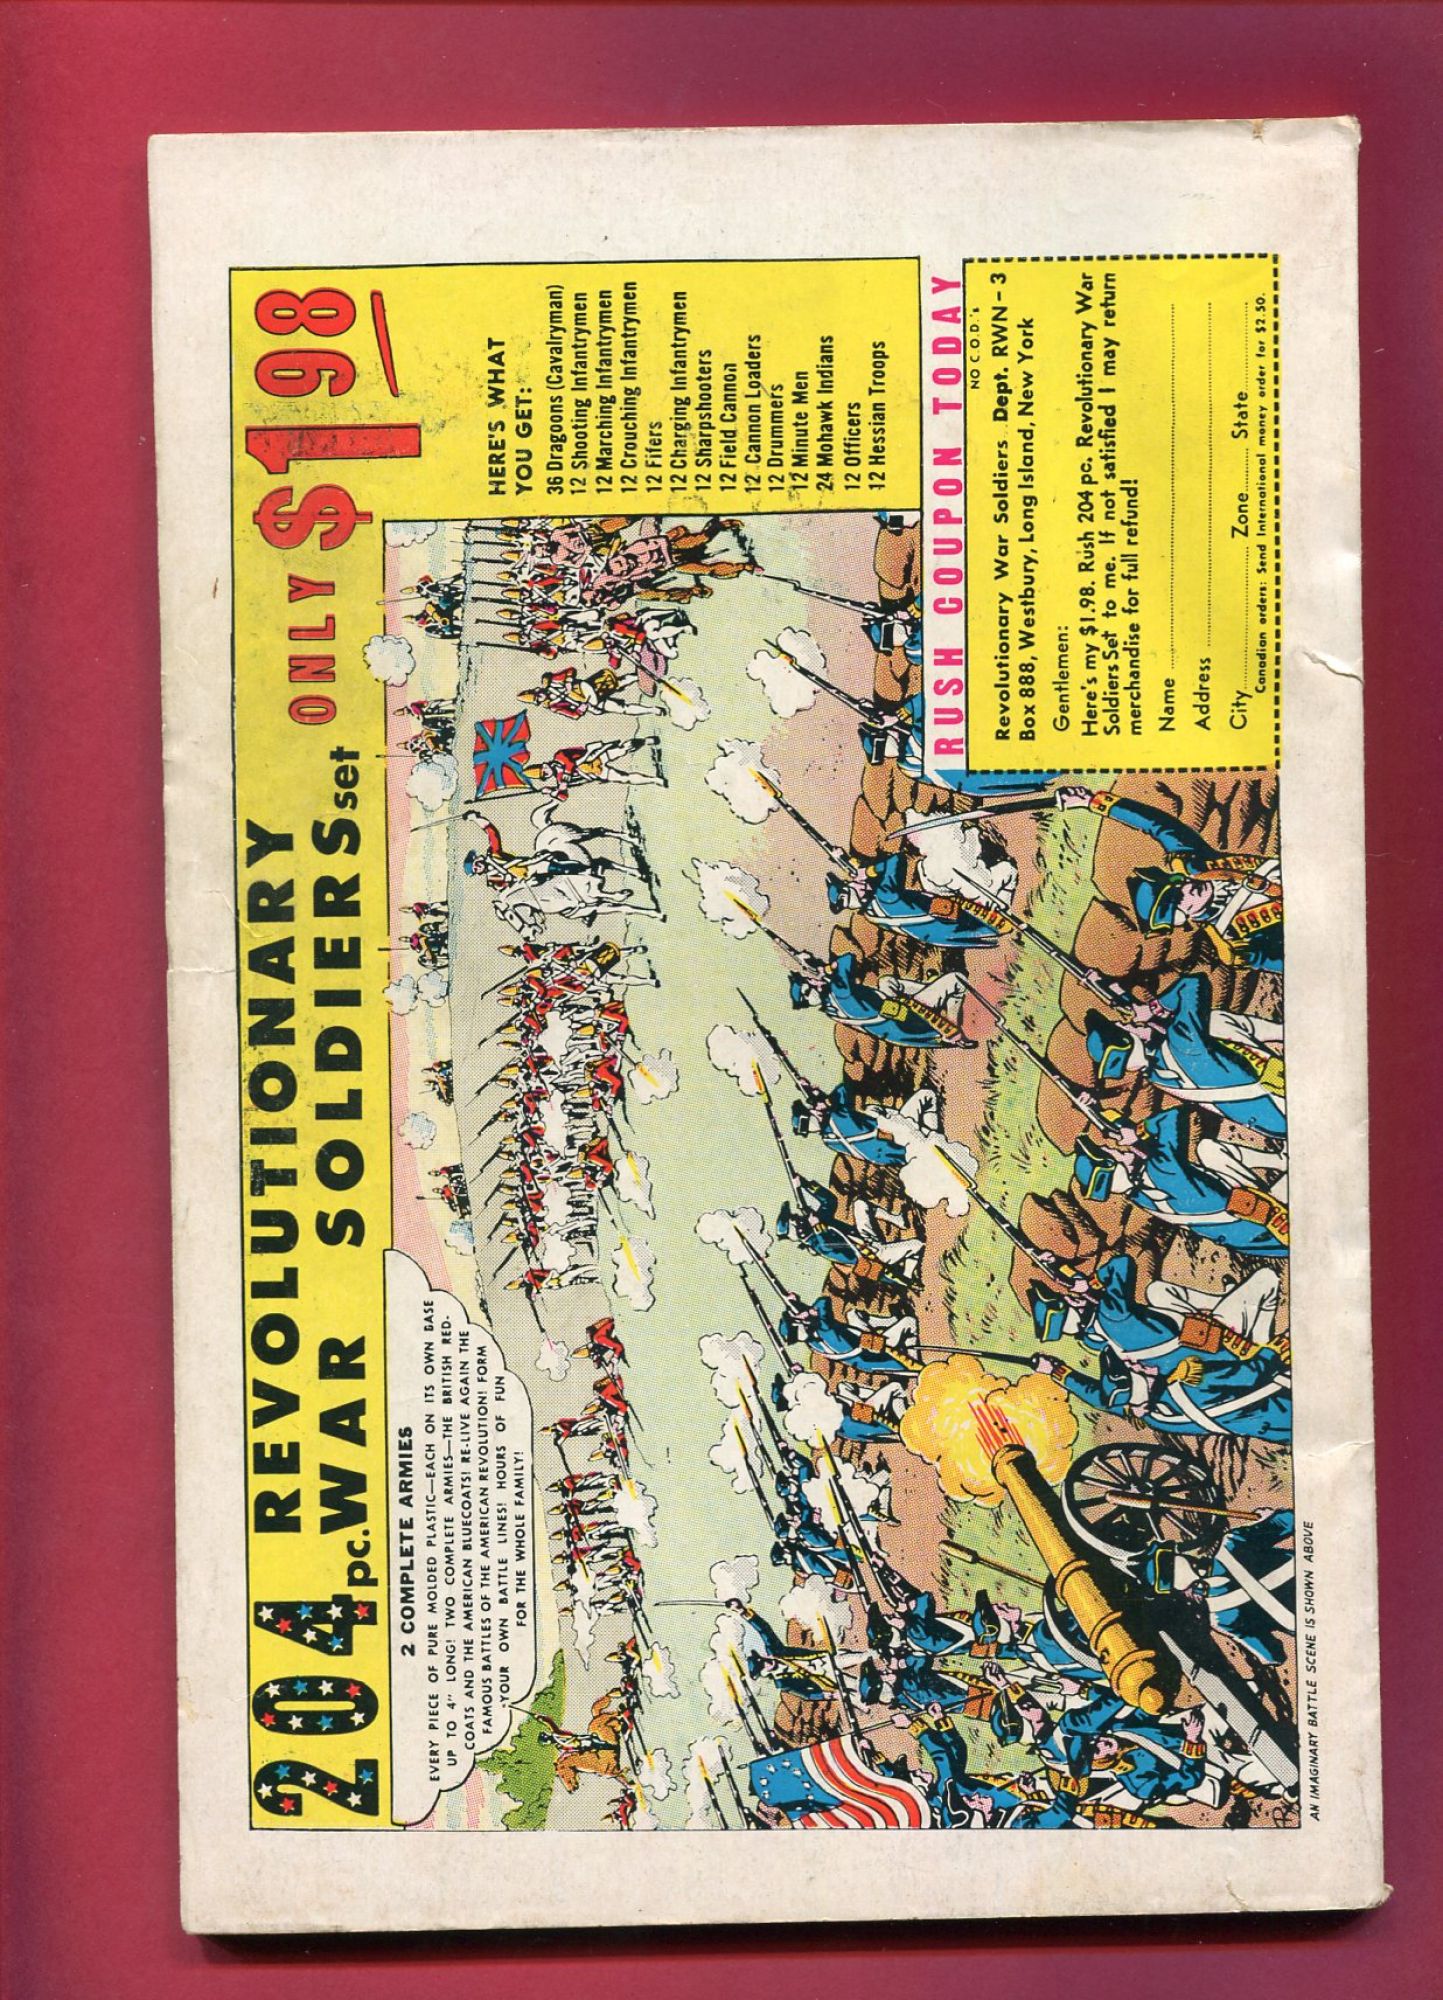 204 REVOLUTIONARY
pc. WAR SOLDIERS set ONLY $1 98
2 COMPLETE ARMIES
EVERY PIECE OF PURE MOLDED PLASTIC—EACH ON ITS OWN BASE
UP TO 4" LONG! TWO COMPLETE ARMIES—THE BRITISH RED-
COATS AND THE AMERICAN BLUECOATS! RE-LIVE AGAIN THE
FAMOUS BATTLES OF THE AMERICAN REVOLUTION! FORM
YOUR OWN BATTLE LINES! HOURS OF FUN
FOR THE WHOLE FAMILY!
HERE'S WHAT
YOU GET:
36 Dragoons (Cavalryman)
12 Shooting Infantrymen
12 Marching Infantrymen
12 Crouching Infantrymen
12 Fifers
12 Charging Infantrymen
12 Sharpshooters
12 Field Cannon
12 Cannon Loaders
12 Drummers
12 Minute Men
24 Mohawk Indians
12 Officers
12 Hessian Troops
RUSH COUPON TODAY
NO C.O.D.'s
Revolutionary War Soldiers Dept. RWN-3
Box 888, Westbury, Long Island, New York
Gentlemen:
Here's my $1.98. Rush 204 pc. Revolutionary War
Soldiers Set to me. If not satisfied I may return
merchandise for full refund!
Name
Address
City Zone State
Canadian orders: Send International money order for $2.50.
AN IMAGINARY BATTLE SCENE IS SHOWN ABOVE